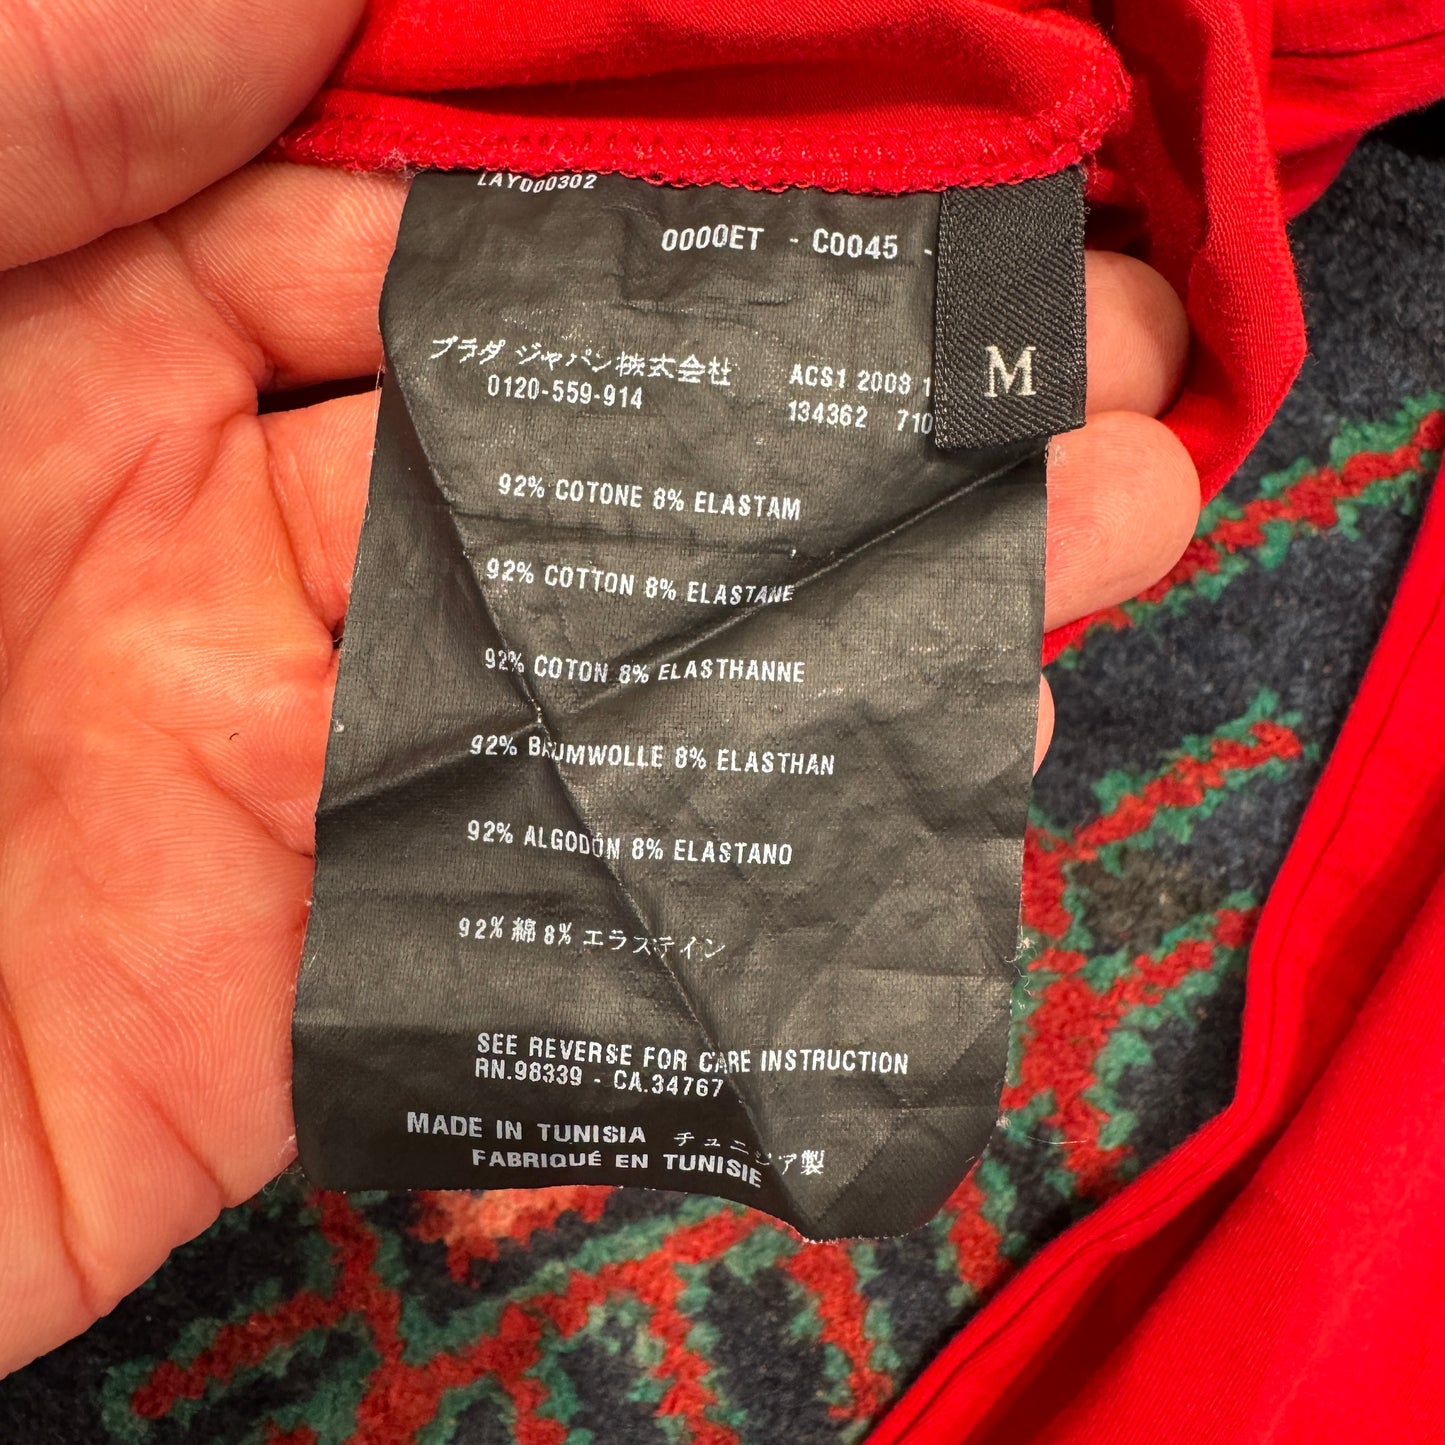 LAY000302
0000ET - C0045 -
プラダ ジャパン株式会社
0120-559-914
ACS1 2008 1
134362 710
M
92% COTONE 8% ELASTAM
92% COTTON 8% ELASTANE
92% COTON 8% ELASTHANNE
92% BAUMWOLLE 8% ELASTHAN
92% ALGODÓN 8% ELASTANO
92% 綿 8% エラステイン
SEE REVERSE FOR CARE INSTRUCTION
RN.98339 - CA.34767
MADE IN TUNISIA チュニジア製
FABRIQUÉ EN TUNISIE